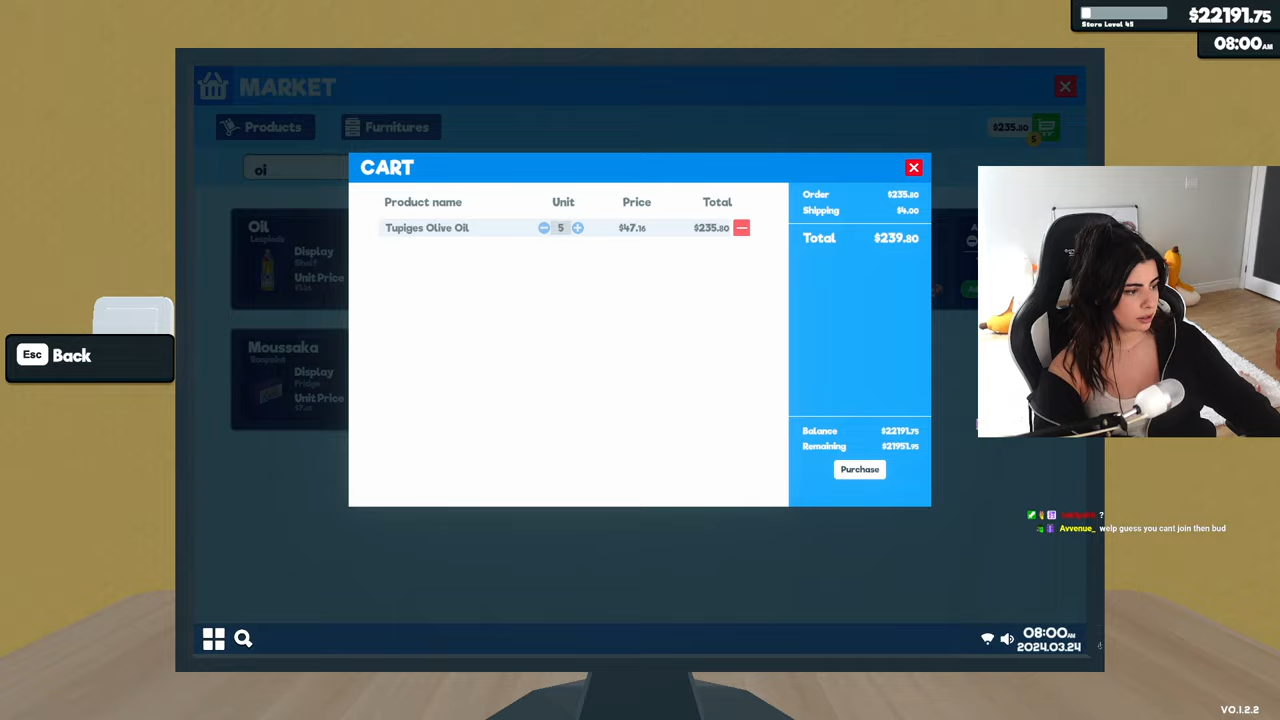 Store Level 45
$22191.75
08:00AM
MARKET
Products
Furnitures
$235.80
5
oi
CART
Product name Unit Price Total
Tupiges Olive Oil 5 $47.16 $235.80
Order $235.80
Shipping $4.00
Total $239.80
Balance $22191.75
Remaining $21951.95
Purchase
Oil
Display
Shelf
Unit Price
Moussaka
Display
Fridge
Unit Price
Esc Back
?
Avvenue_ welp guess you cant join then bud
08:00AM
2024.03.24
V0.1.2.2